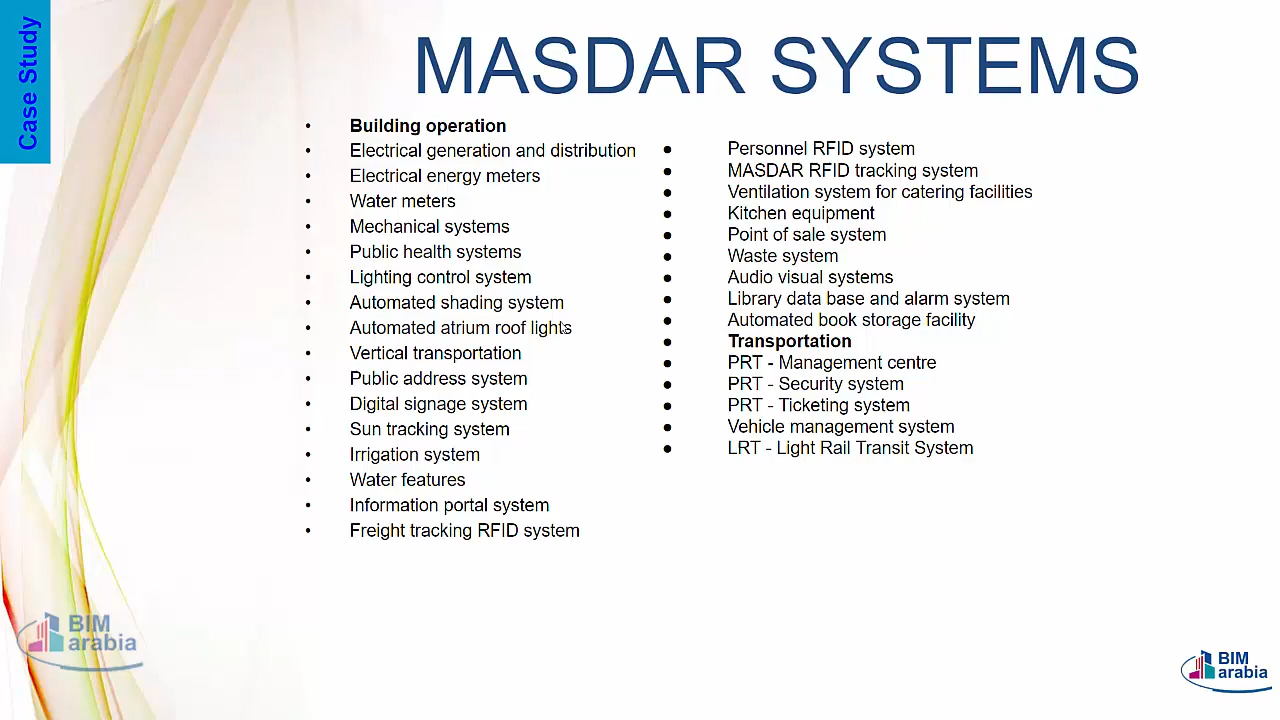 Case Study
MASDAR SYSTEMS
• Building operation
• Electrical generation and distribution
• Electrical energy meters
• Water meters
• Mechanical systems
• Public health systems
• Lighting control system
• Automated shading system
• Automated atrium roof lights
• Vertical transportation
• Public address system
• Digital signage system
• Sun tracking system
• Irrigation system
• Water features
• Information portal system
• Freight tracking RFID system
● Personnel RFID system
● MASDAR RFID tracking system
● Ventilation system for catering facilities
● Kitchen equipment
● Point of sale system
● Waste system
● Audio visual systems
● Library data base and alarm system
● Automated book storage facility
● Transportation
● PRT - Management centre
● PRT - Security system
● PRT - Ticketing system
● Vehicle management system
● LRT - Light Rail Transit System
BIM
arabia
BIM
arabia